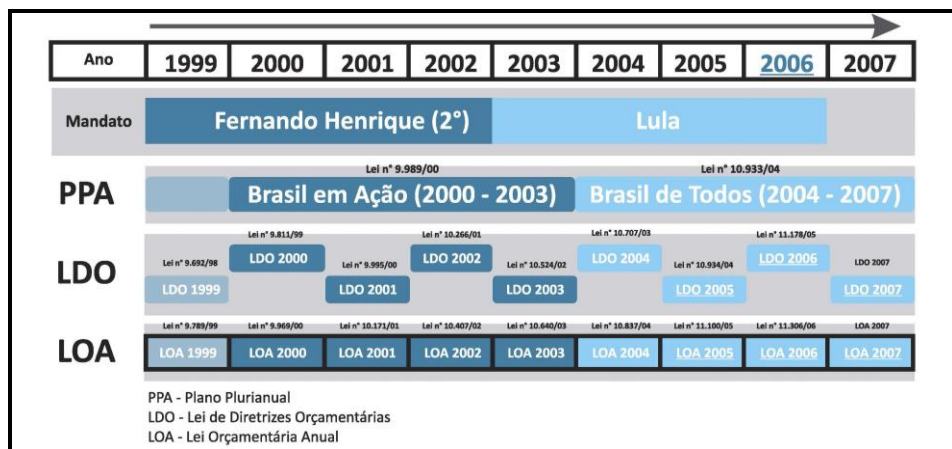 Ano 1999 2000 2001 2002 2003 2004 2005 2006 2007
Mandato Fernando Henrique (2°) Lula
Lei n° 9.989/00 Lei n° 10.933/04
PPA Brasil em Ação (2000 - 2003) Brasil de Todos (2004 - 2007)
Lei n° 9.811/99 Lei n° 10.266/01 Lei n° 10.707/03 Lei n° 11.178/05
LDO 2000 LDO 2002 LDO 2004 LDO 2006
LDO
Lei n° 9.692/98 Lei n° 9.995/00 Lei n° 10.524/02 Lei n° 10.934/04 LDO 2007
LDO 1999 LDO 2001 LDO 2003 LDO 2005 LDO 2007
Lei n° 9.789/99 Lei n° 9.969/00 Lei n° 10.171/01 Lei n° 10.407/02 Lei n° 10.640/03 Lei n° 10.837/04 Lei n° 11.100/05 Lei n° 11.306/06 LOA 2007
LOA LOA 1999 LOA 2000 LOA 2001 LOA 2002 LOA 2003 LOA 2004 LOA 2005 LOA 2006 LOA 2007
PPA - Plano Plurianual
LDO - Lei de Diretrizes Orçamentárias
LOA - Lei Orçamentária Anual